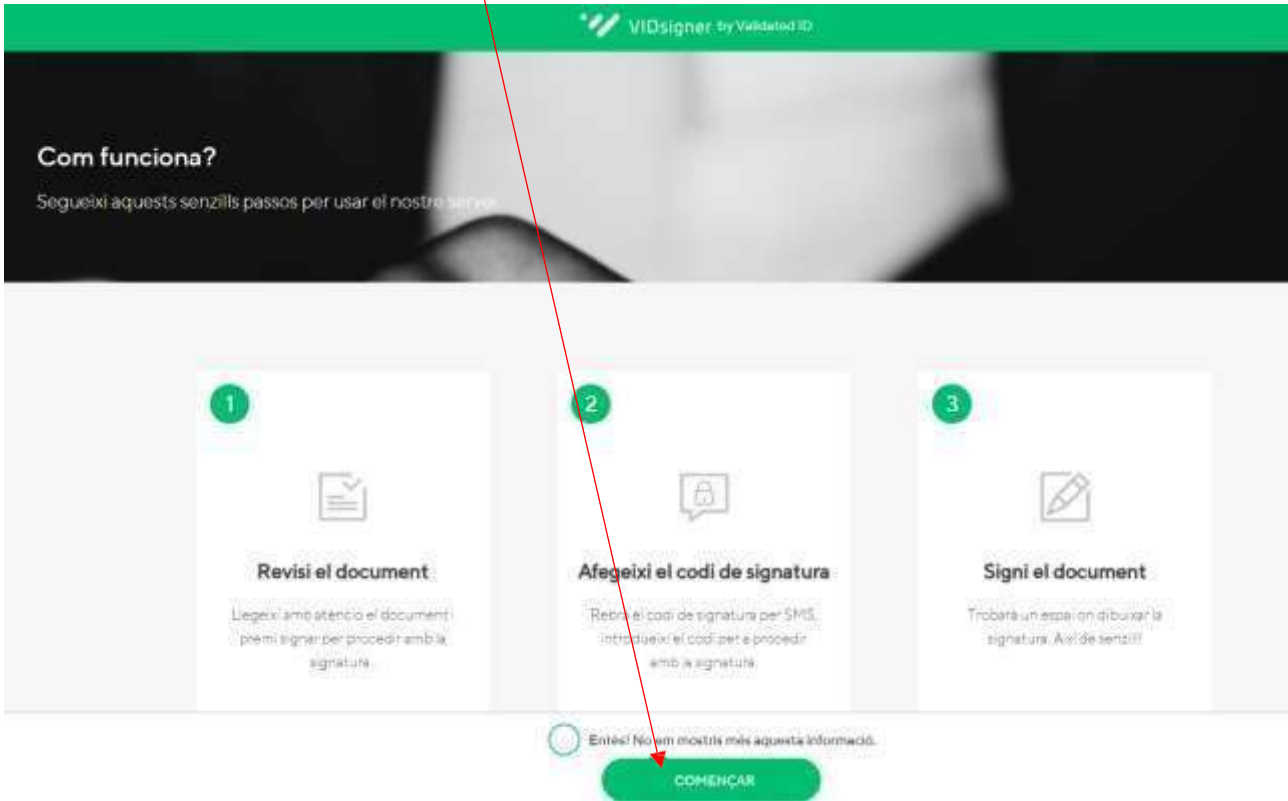 VIDsigner by Validated ID
Com funciona?
Segueixi aquests senzills passos per usar el nostre servei
1
2
3
Revisi el document
Afegeixi el codi de signatura
Signi el document
Llegeixi amb atenció el document i
premi signar per procedir amb la
signatura.
Rebrà el codi de signatura per SMS,
introdueixi el codi per a procedir
amb la signatura.
Trobarà un espai on dibuixar la
signatura. Així de senzill!
Entès! No em mostris més aquesta informació.
COMENÇAR